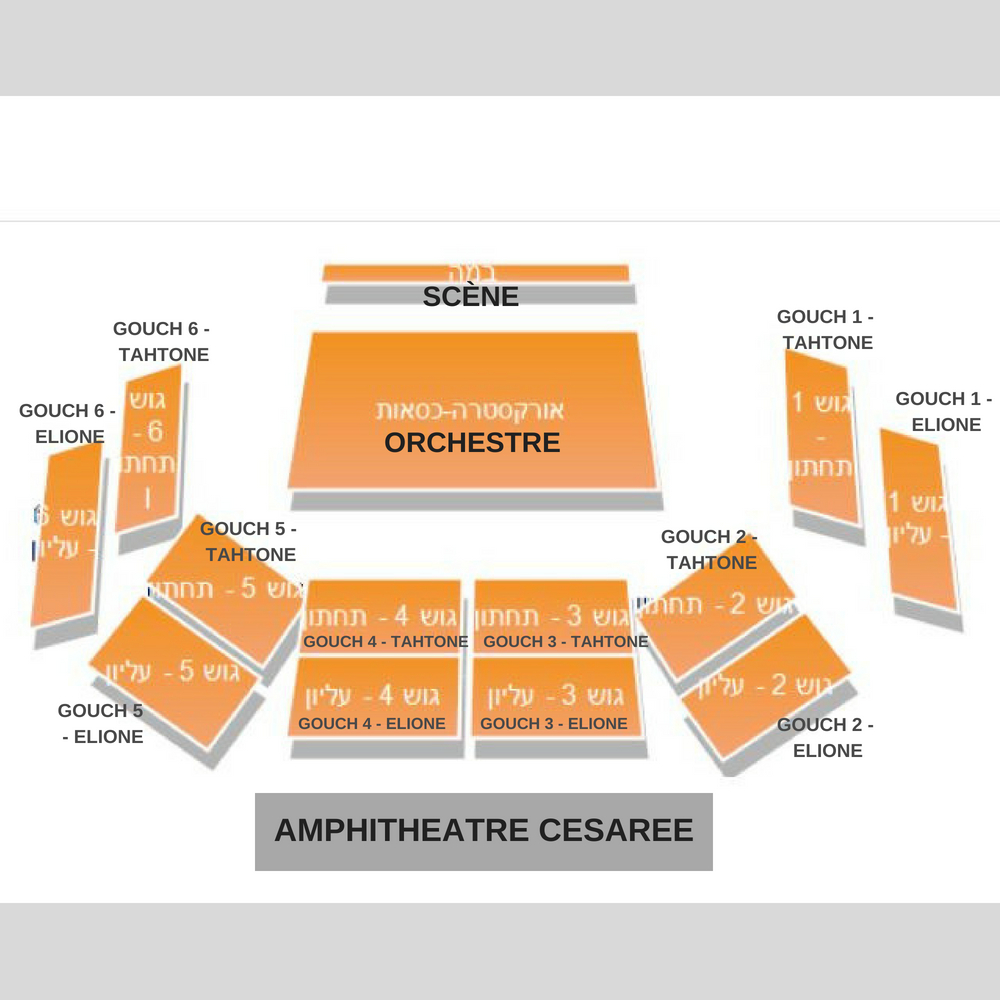 במה
SCÈNE
GOUCH 6 -
TAHTONE
GOUCH 1 -
TAHTONE
GOUCH 6 -
ELIONE
GOUCH 1 -
ELIONE
גוש
6 -
תחתו
ן
אורקסטרה-כסאות
ORCHESTRE
גוש 1
-
תחתון
גוש 6
- עליון
גוש 1
- עליון
GOUCH 5 -
TAHTONE
GOUCH 2 -
TAHTONE
גוש 5 - תחתון
גוש 4 - תחתון
GOUCH 4 - TAHTONE
גוש 3 - תחתון
GOUCH 3 - TAHTONE
גוש 2 - תחתון
גוש 5 - עליון
GOUCH 5
- ELIONE
גוש 4 - עליון
GOUCH 4 - ELIONE
גוש 3 - עליון
GOUCH 3 - ELIONE
גוש 2 - עליון
GOUCH 2 -
ELIONE
AMPHITHEATRE CESAREE